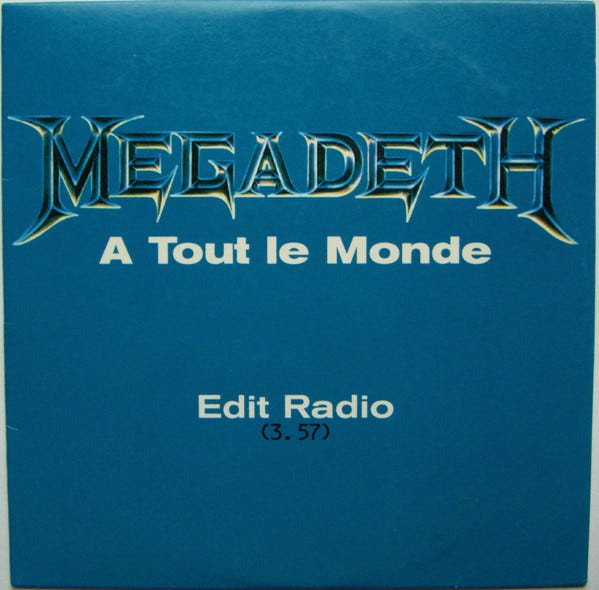 MEGADETH
A Tout le Monde
Edit Radio
(3. 57)